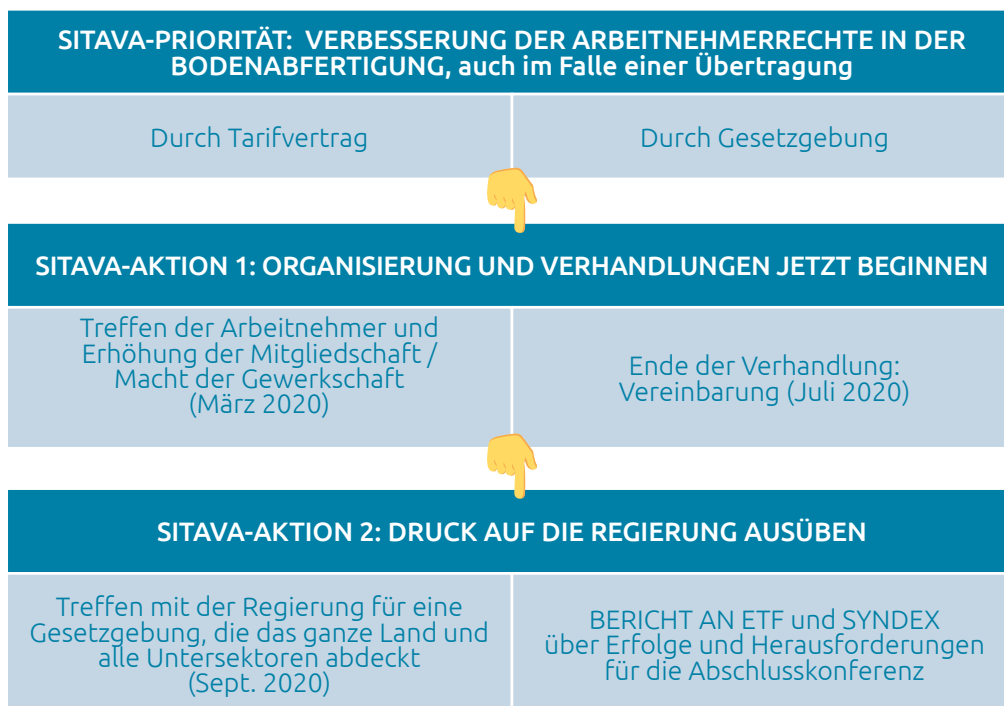 SITAVA-PRIORITÄT: VERBESSERUNG DER ARBEITNEHMERRECHTE IN DER
BODENABFERTIGUNG, auch im Falle einer Übertragung
Durch Tarifvertrag
Durch Gesetzgebung
SITAVA-AKTION 1: ORGANISIERUNG UND VERHANDLUNGEN JETZT BEGINNEN
Treffen der Arbeitnehmer und
Erhöhung der Mitgliedschaft /
Macht der Gewerkschaft
(März 2020)
Ende der Verhandlung:
Vereinbarung (Juli 2020)
SITAVA-AKTION 2: DRUCK AUF DIE REGIERUNG AUSÜBEN
Treffen mit der Regierung für eine
Gesetzgebung, die das ganze Land und
alle Untersektoren abdeckt
(Sept. 2020)
BERICHT AN ETF und SYNDEX
über Erfolge und Herausforderungen
für die Abschlusskonferenz